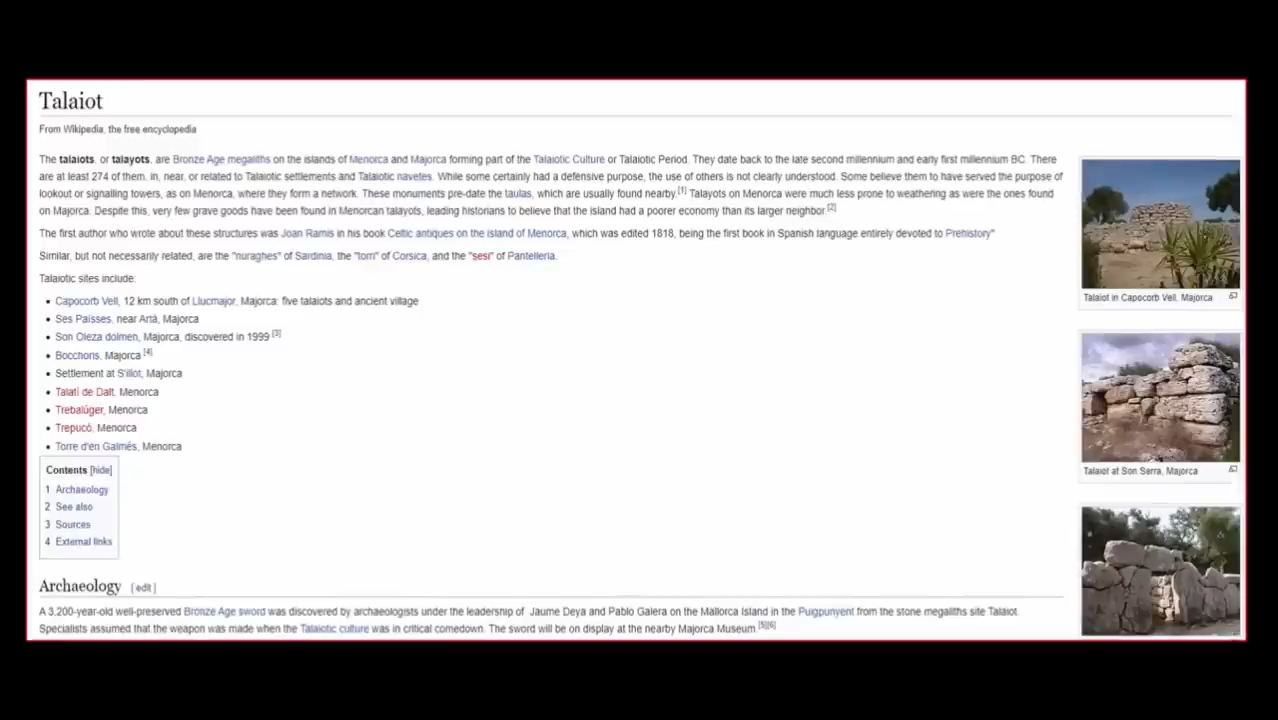 Talaiot
From Wikipedia, the free encyclopedia
The talaiots, or talayots, are Bronze Age megaliths on the islands of Menorca and Majorca forming part of the Talaiotic Culture or Talaiotic Period. They date back to the late second millennium and early first millennium BC. There
are at least 274 of them, in, near, or related to Talaiotic settlements and Talaiotic navetes. While some certainly had a defensive purpose, the use of others is not clearly understood. Some believe them to have served the purpose of
lookout or signalling towers, as on Menorca, where they form a network. These monuments pre-date the taulas, which are usually found nearby.[1] Talayots on Menorca were much less prone to weathering as were the ones found
on Majorca. Despite this, very few grave goods have been found in Menorcan talayots, leading historians to believe that the island had a poorer economy than its larger neighbor.[2]
The first author who wrote about these structures was Joan Ramis in his book Celtic antiques on the island of Menorca, which was edited 1818, being the first book in Spanish language entirely devoted to Prehistory"
Similar, but not necessarily related, are the "nuraghes" of Sardinia, the "torri" of Corsica, and the "sesi" of Pantelleria.
Talaiotic sites include:
• Capocorb Vell, 12 km south of Llucmajor, Majorca: five talaiots and ancient village
• Ses Païsses, near Artà, Majorca
• Son Oleza dolmen, Majorca, discovered in 1999 [3]
• Bocchoris, Majorca [4]
• Settlement at S'illot, Majorca
• Talatí de Dalt, Menorca
• Trebalúger, Menorca
• Trepucó, Menorca
• Torre d'en Galmés, Menorca
Contents [hide]
1 Archaeology
2 See also
3 Sources
4 External links
Archaeology [ edit ]
A 3,200-year-old well-preserved Bronze Age sword was discovered by archaeologists under the leadership of Jaume Deya and Pablo Galera on the Mallorca Island in the Puigpunyent from the stone megaliths site Talaiot.
Specialists assumed that the weapon was made when the Talaiotic culture was in critical comedown. The sword will be on display at the nearby Majorca Museum.[5][6]
Talaiot in Capocorb Vell, Majorca
Talaiot at Son Serra, Majorca